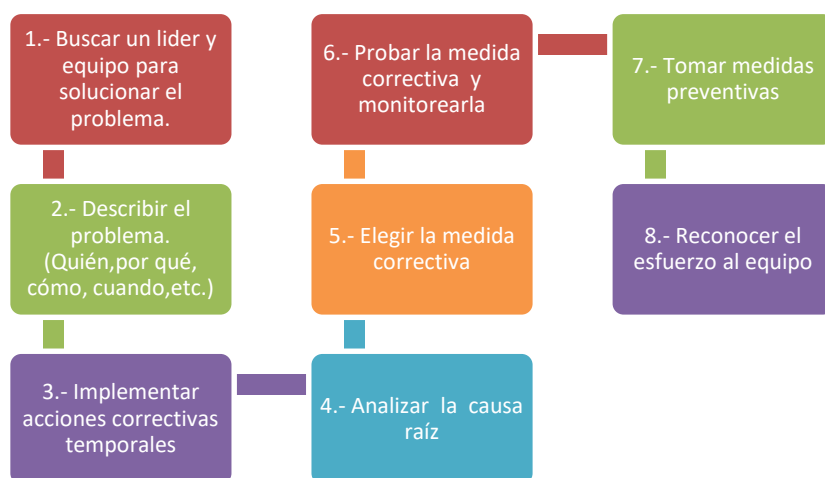 1.- Buscar un lider y
equipo para
solucionar el
problema.
2.- Describir el
problema.
(Quién,por qué,
cómo, cuando,etc.)
3.- Implementar
acciones correctivas
temporales
4.- Analizar la causa
raíz
5.- Elegir la medida
correctiva
6.- Probar la medida
correctiva y
monitorearla
7.- Tomar medidas
preventivas
8.- Reconocer el
esfuerzo al equipo